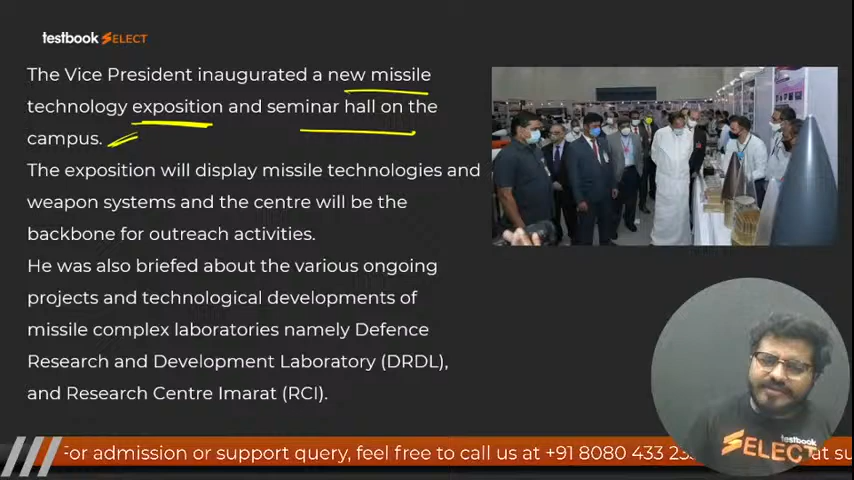 testbook SELECT
The Vice President inaugurated a new missile
technology exposition and seminar hall on the
campus.
The exposition will display missile technologies and
weapon systems and the centre will be the
backbone for outreach activities.
He was also briefed about the various ongoing
projects and technological developments of
missile complex laboratories namely Defence
Research and Development Laboratory (DRDL),
and Research Centre Imarat (RCI).
testbook
SELECT
For admission or support query, feel free to call us at +91 8080 433 at su